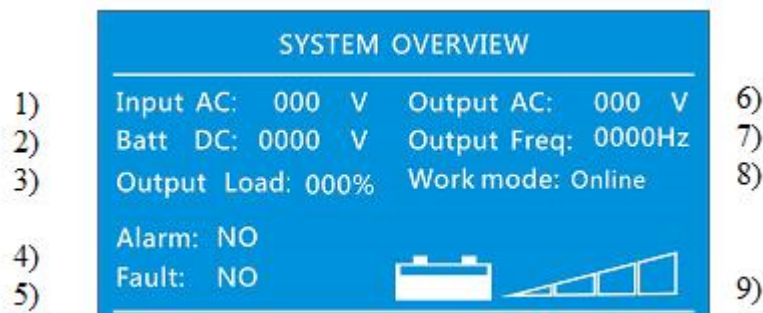 SYSTEM OVERVIEW
1) Input AC: 000 V Output AC: 000 V 6)
2) Batt DC: 0000 V Output Freq: 0000Hz 7)
3) Output Load: 000% Work mode: Online 8)
4) Alarm: NO
5) Fault: NO 9)